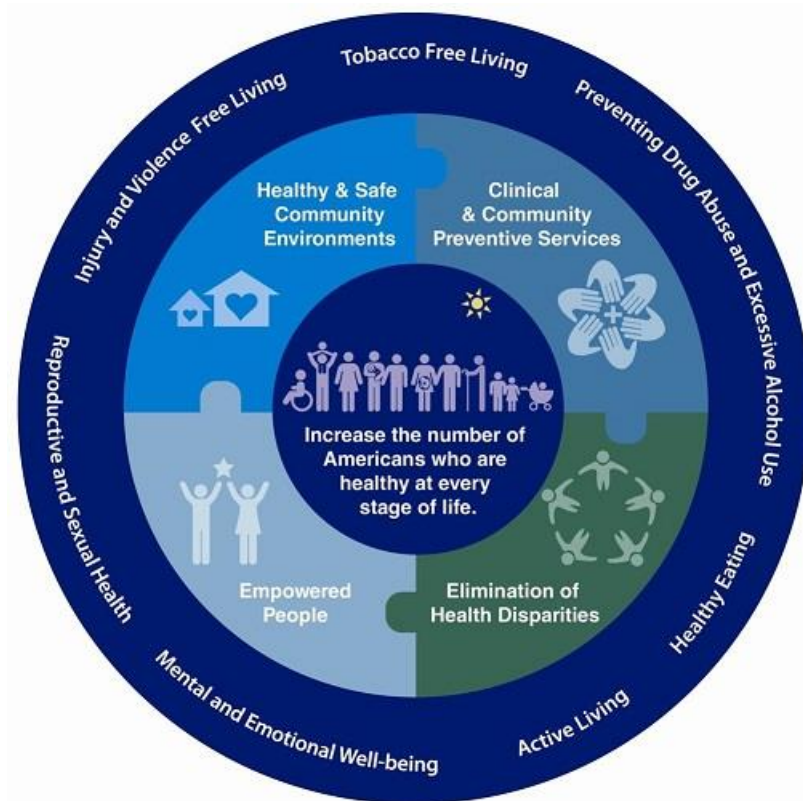 Tobacco Free Living
Preventing Drug Abuse and Excessive Alcohol Use
Healthy Eating
Active Living
Mental and Emotional Well-being
Reproductive and Sexual Health
Injury and Violence Free Living
Healthy & Safe
Community
Environments
Clinical
& Community
Preventive Services
Increase the number of
Americans who are
healthy at every
stage of life.
Empowered
People
Elimination of
Health Disparities